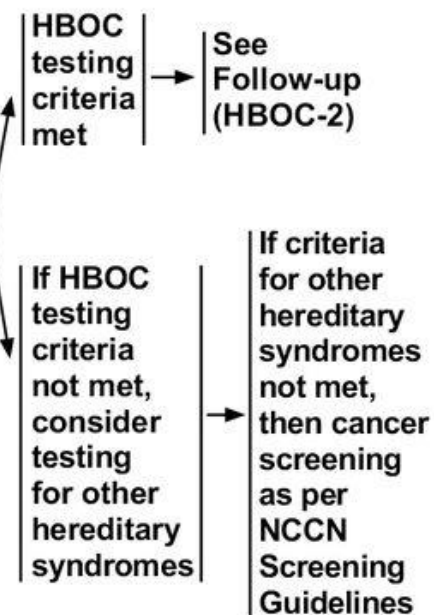 HBOC
testing
criteria
met
See
Follow-up
(HBOC-2)
If HBOC
testing
criteria
not met,
consider
testing
for other
hereditary
syndromes
If criteria
for other
hereditary
syndromes
not met,
then cancer
screening
as per
NCCN
Screening
Guidelines